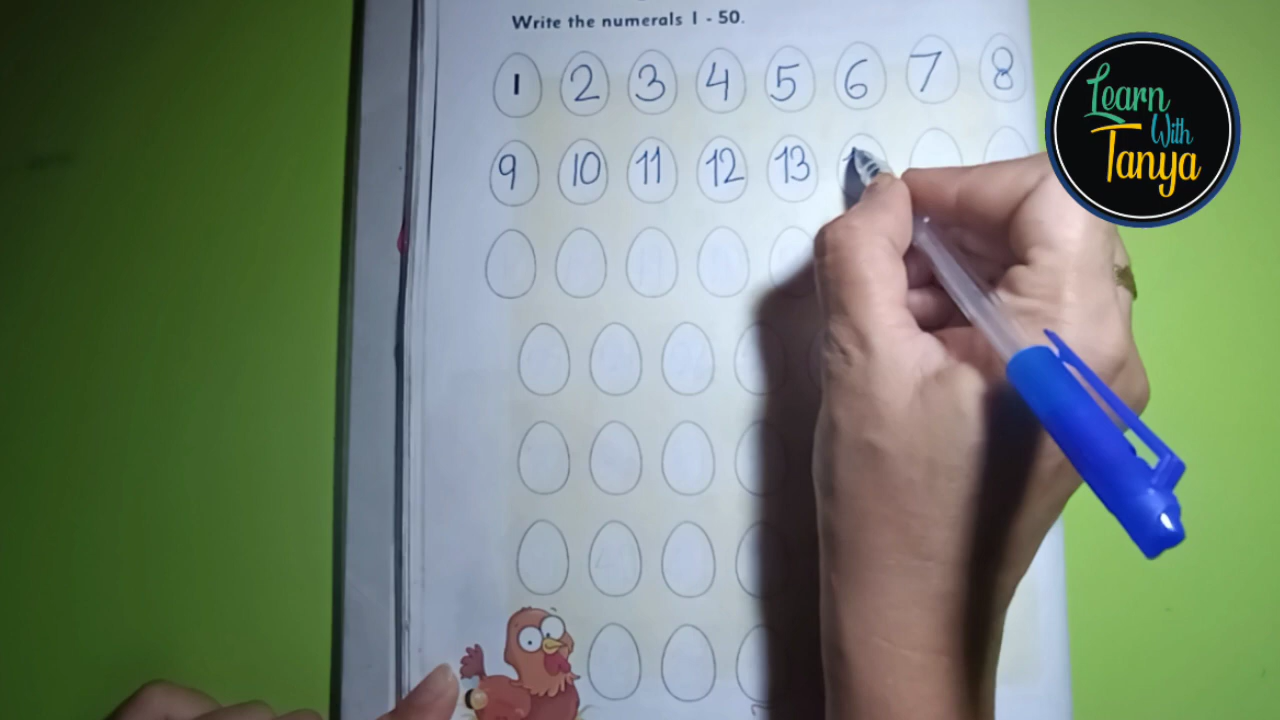 Write the numerals 1 - 50.
1 2 3 4 5 6 7 8
9 10 11 12 13
Learn
With
Tanya